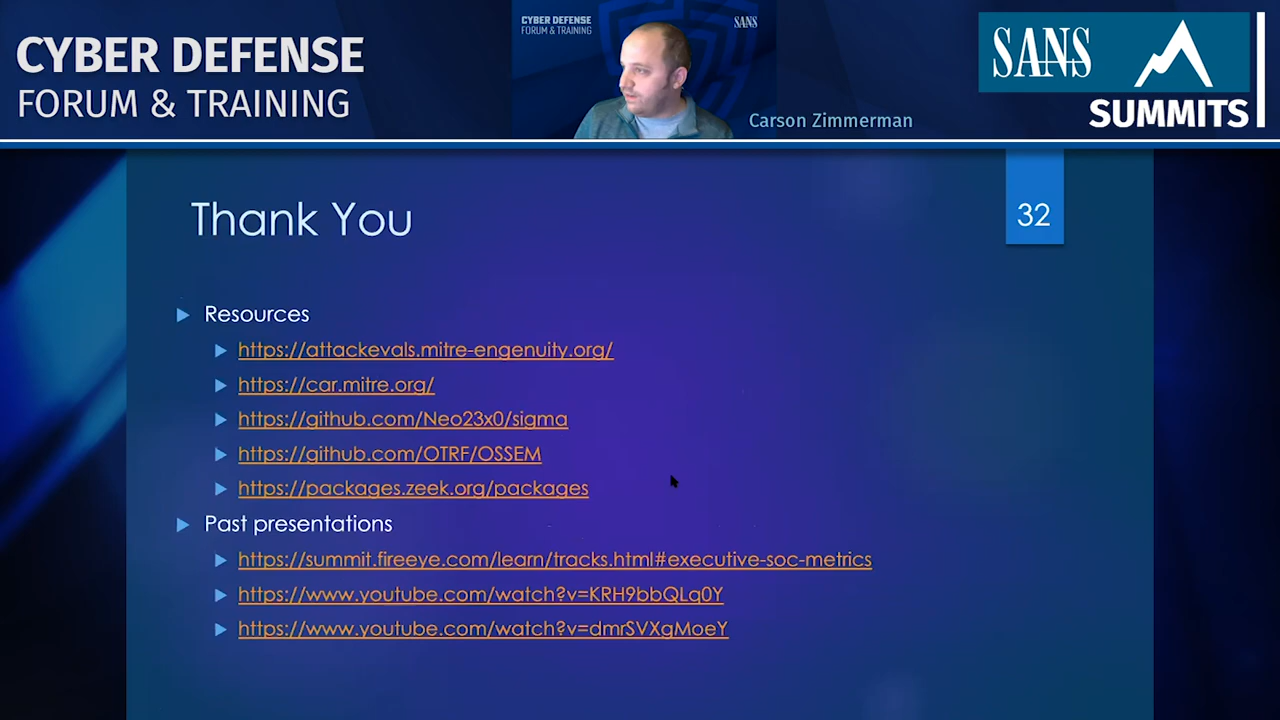 CYBER DEFENSE
FORUM & TRAINING
CYBER DEFENSE
FORUM & TRAINING
SANS
Carson Zimmerman
SANS
SUMMITS
Thank You
32
Resources
https://attackevals.mitre-engenuity.org/
https://car.mitre.org/
https://github.com/Neo23x0/sigma
https://github.com/OTRF/OSSEM
https://packages.zeek.org/packages
Past presentations
https://summit.fireeye.com/learn/tracks.html#executive-soc-metrics
https://www.youtube.com/watch?v=KRH9bbQLq0Y
https://www.youtube.com/watch?v=dmrSVXgMoeY